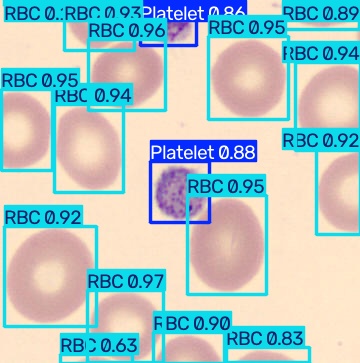 RBC 0.93
Platelet 0.86
RBC 0.89
RBC 0.96
RBC 0.95
RBC 0.94
RBC 0.95
RBC 0.94
RBC 0.92
Platelet 0.88
RBC 0.95
RBC 0.92
RBC 0.97
RBC 0.90
RBC 0.83
RBC 0.63